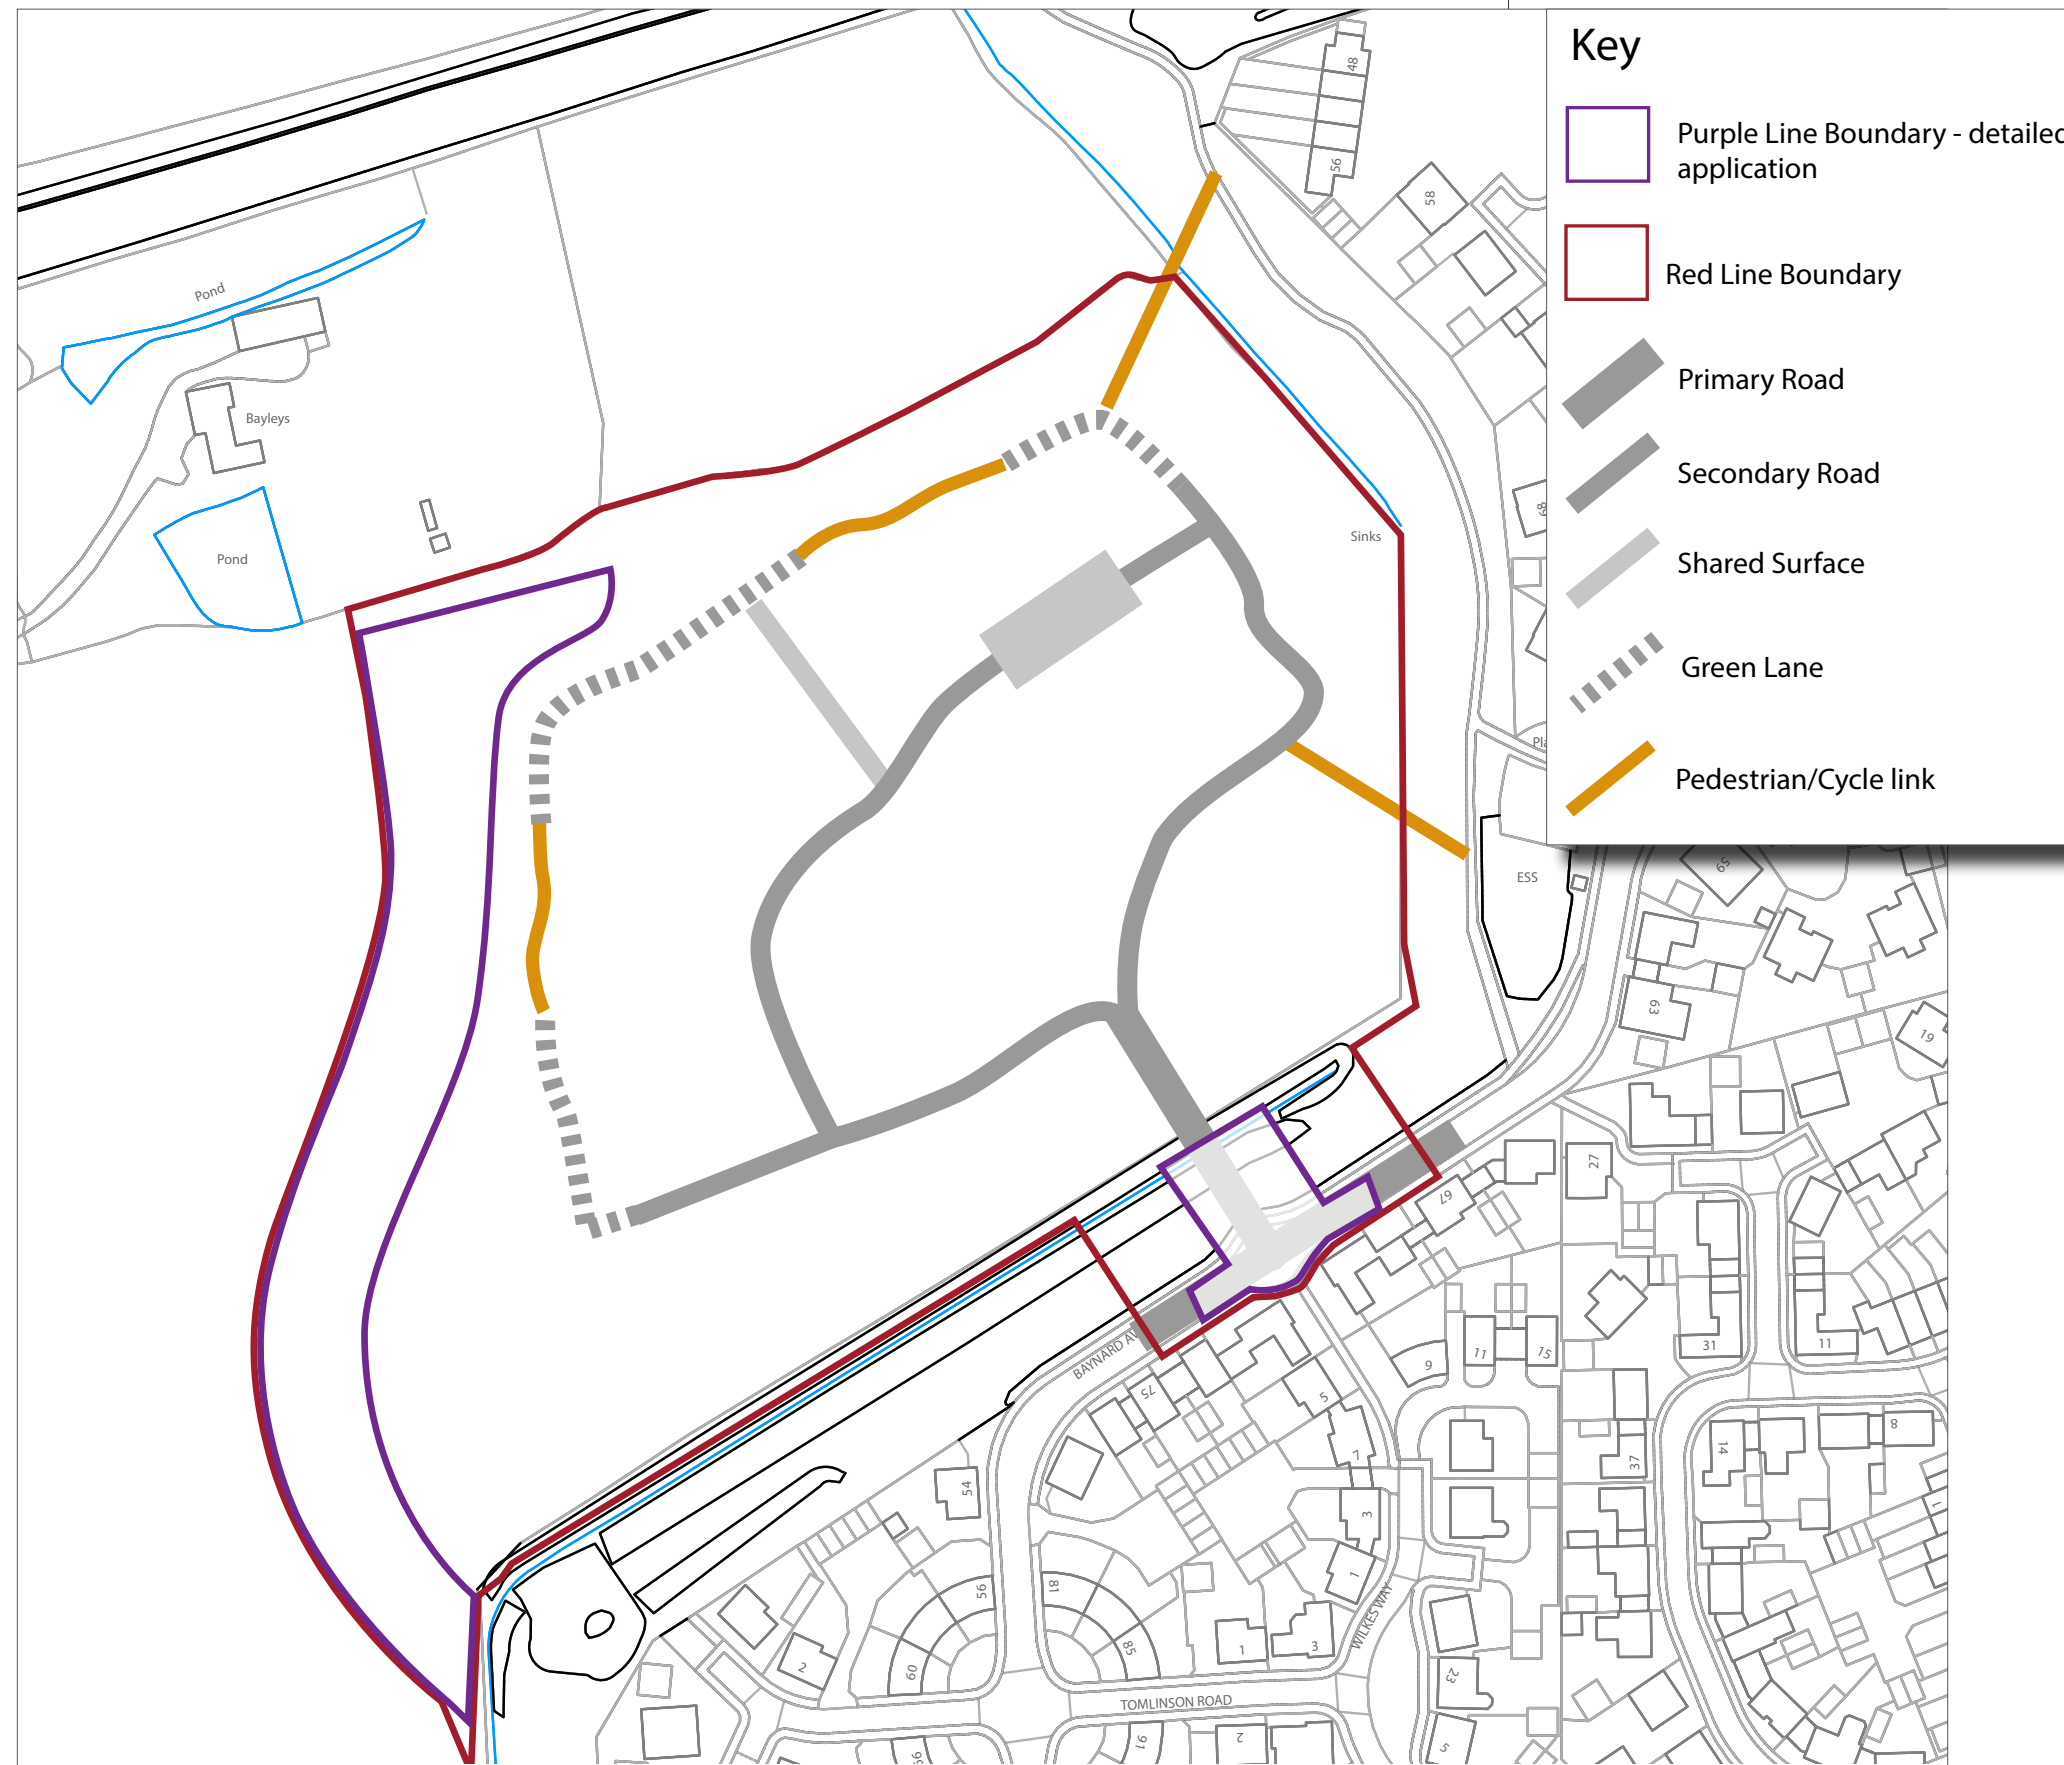 Key
Purple Line Boundary - detailed
application
Red Line Boundary
Primary Road
Secondary Road
Shared Surface
Green Lane
Pedestrian/Cycle link
48
56
58
Pond
Bayleys
Pond
Sinks
ESS
59
63
19
27
67
BAYNARD AV
75
5
7
3
1
9
11
15
31
11
37
14
8
54
56
60
2
81
85
1
3
WILKES WAY
TOMLINSON ROAD
23
91
2
5